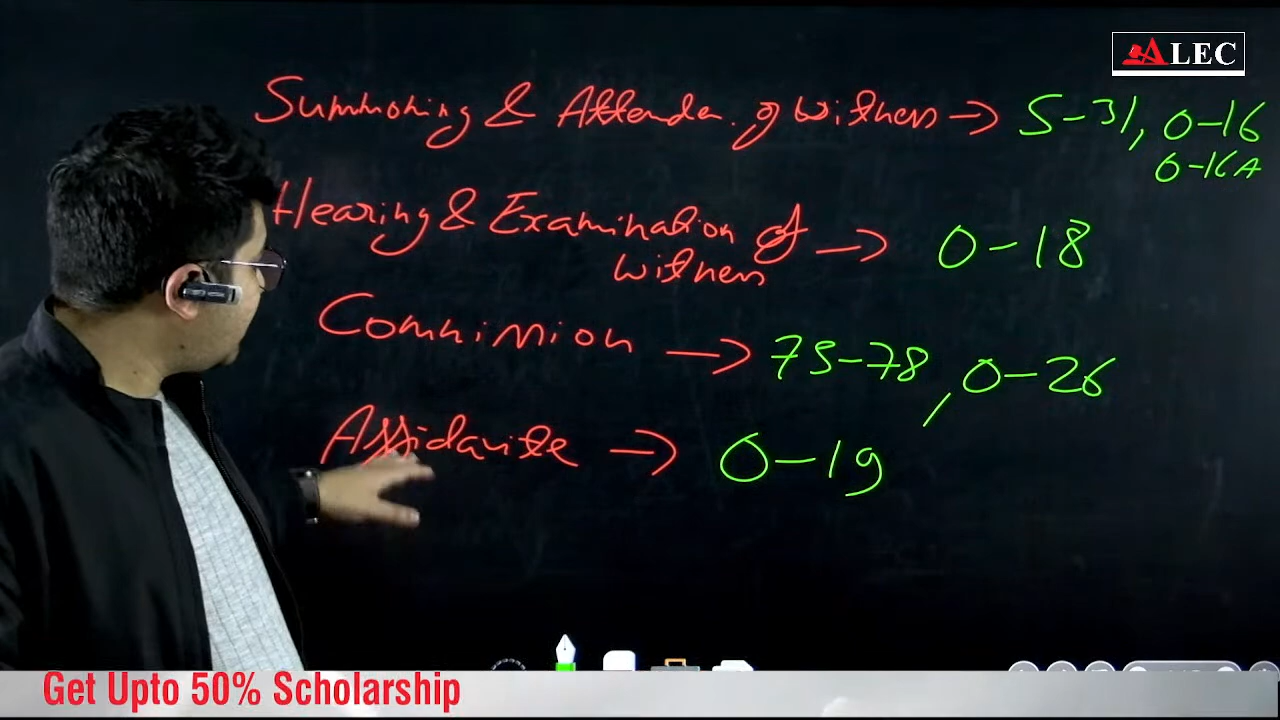 ALEC
Summoning & Attendan. of witness → S-31, O-16
O-16A
Hearing & Examination of
witness → O-18
Commission → 75-78, O-26
Affidavite → O-19
Get Upto 50% Scholarship